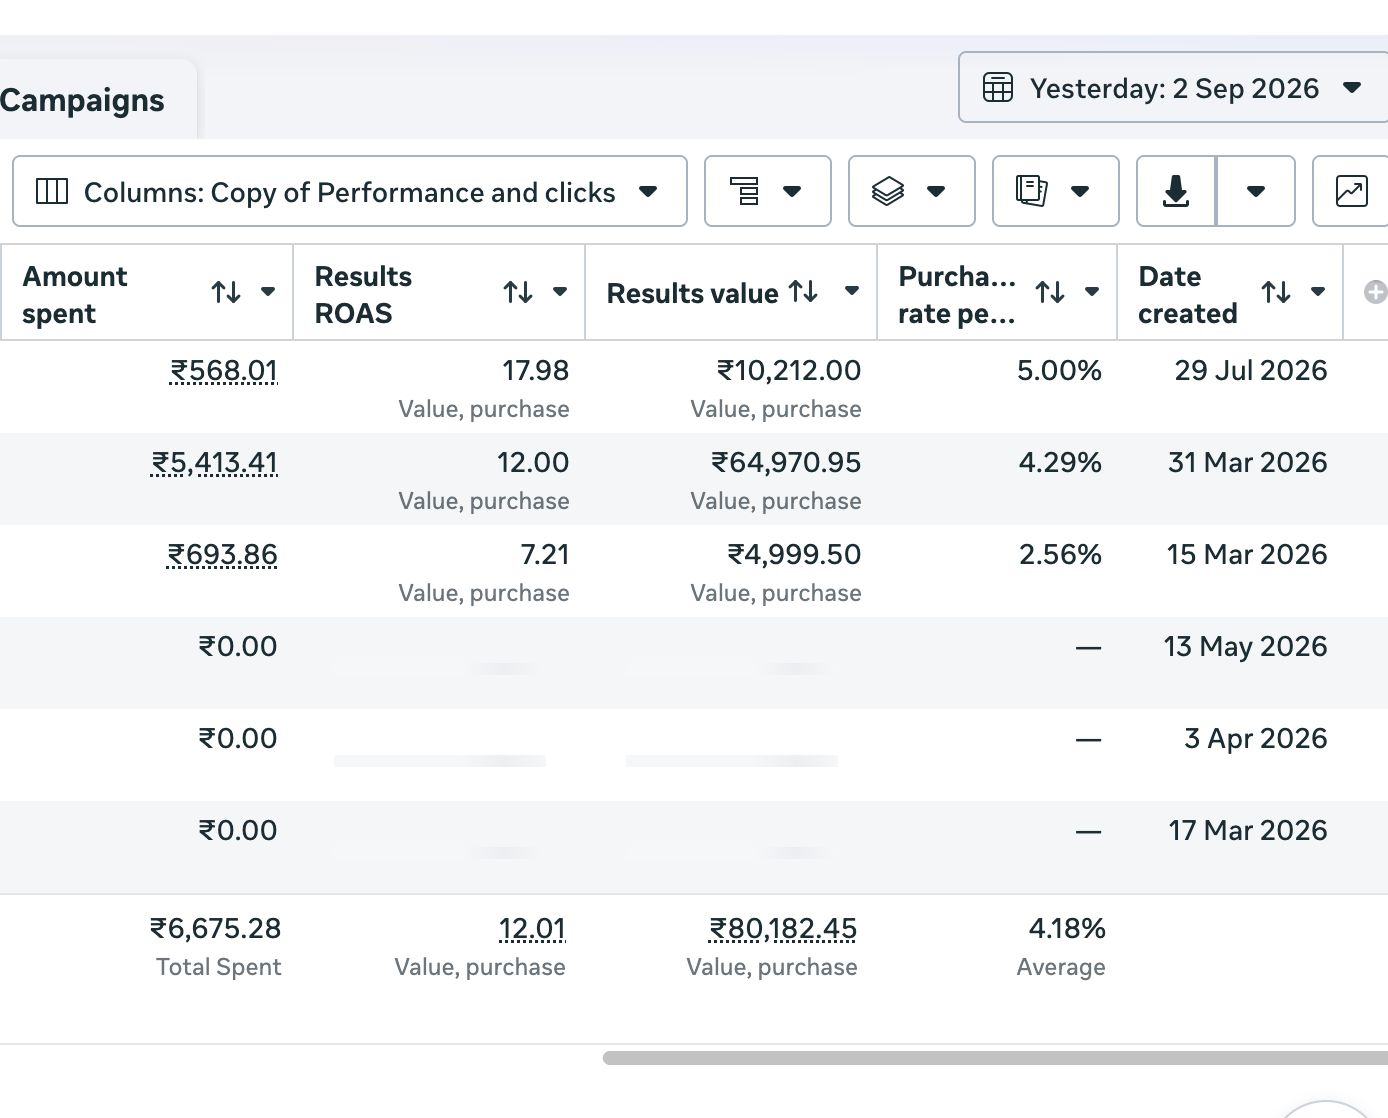 Campaigns
Yesterday: 2 Sep 2026
Columns: Copy of Performance and clicks
Amount spent
Results ROAS
Results value
Purcha... rate pe...
Date created
₹568.01 17.98 ₹10,212.00 5.00% 29 Jul 2026
Value, purchase Value, purchase
₹5,413.41 12.00 ₹64,970.95 4.29% 31 Mar 2026
Value, purchase Value, purchase
₹693.86 7.21 ₹4,999.50 2.56% 15 Mar 2026
Value, purchase Value, purchase
₹0.00 — 13 May 2026
₹0.00 — 3 Apr 2026
₹0.00 — 17 Mar 2026
₹6,675.28 12.01 ₹80,182.45 4.18%
Total Spent Value, purchase Value, purchase Average